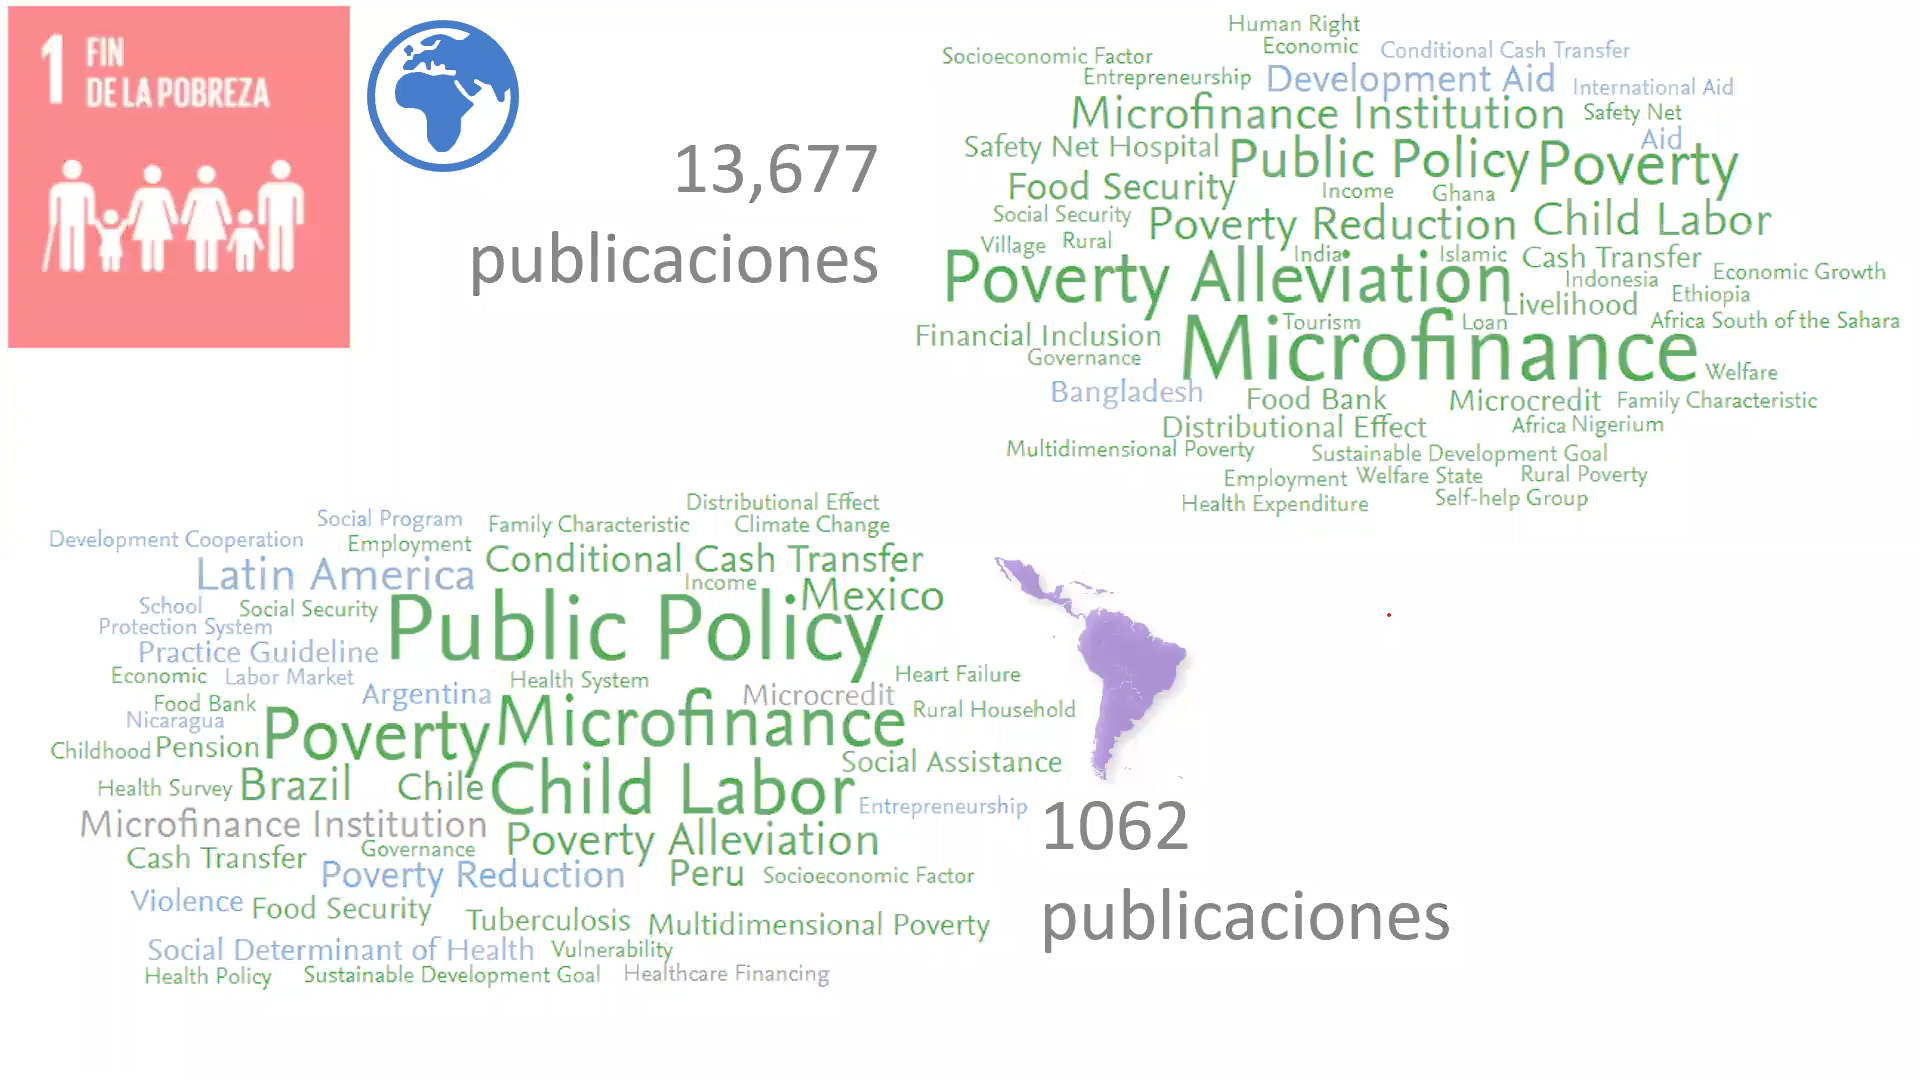 1 FIN
DE LA POBREZA
13,677
publicaciones
Human Right
Economic
Conditional Cash Transfer
Socioeconomic Factor
Entrepreneurship
Development Aid
International Aid
Microfinance Institution
Safety Net
Aid
Safety Net Hospital
Public Policy
Poverty
Food Security
Income
Ghana
Social Security
Poverty Reduction
Child Labor
Village
Rural
India
Islamic
Cash Transfer
Economic Growth
Poverty Alleviation
Indonesia
Ethiopia
Livelihood
Africa South of the Sahara
Financial Inclusion
Tourism
Loan
Microfinance
Governance
Welfare
Bangladesh
Food Bank
Microcredit
Family Characteristic
Distributional Effect
Africa Nigerium
Multidimensional Poverty
Sustainable Development Goal
Employment
Welfare State
Rural Poverty
Health Expenditure
Self-help Group
Distributional Effect
Social Program
Family Characteristic
Climate Change
Development Cooperation
Employment
Conditional Cash Transfer
Latin America
Income
Mexico
School
Social Security
Public Policy
Protection System
Practice Guideline
Economic
Labor Market
Health System
Heart Failure
Argentina
Microcredit
Food Bank
Rural Household
Nicaragua
Poverty
Microfinance
Childhood
Pension
Social Assistance
Health Survey
Brazil
Chile
Child Labor
Entrepreneurship
Microfinance Institution
Poverty Alleviation
Governance
Cash Transfer
Poverty Reduction
Peru
Socioeconomic Factor
Violence
Food Security
Tuberculosis
Multidimensional Poverty
Social Determinant of Health
Vulnerability
Health Policy
Sustainable Development Goal
Healthcare Financing
1062
publicaciones